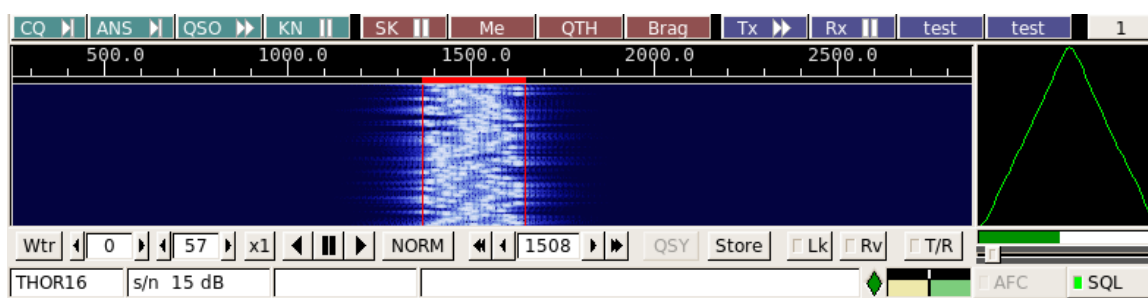 CQ ANS QSO KN SK Me QTH Brag Tx Rx test test 1
500.0 1000.0 1500.0 2000.0 2500.0
Wtr 0 57 x1 NORM 1508 QSY Store Lk Rv T/R
THOR16 s/n 15 dB AFC SQL